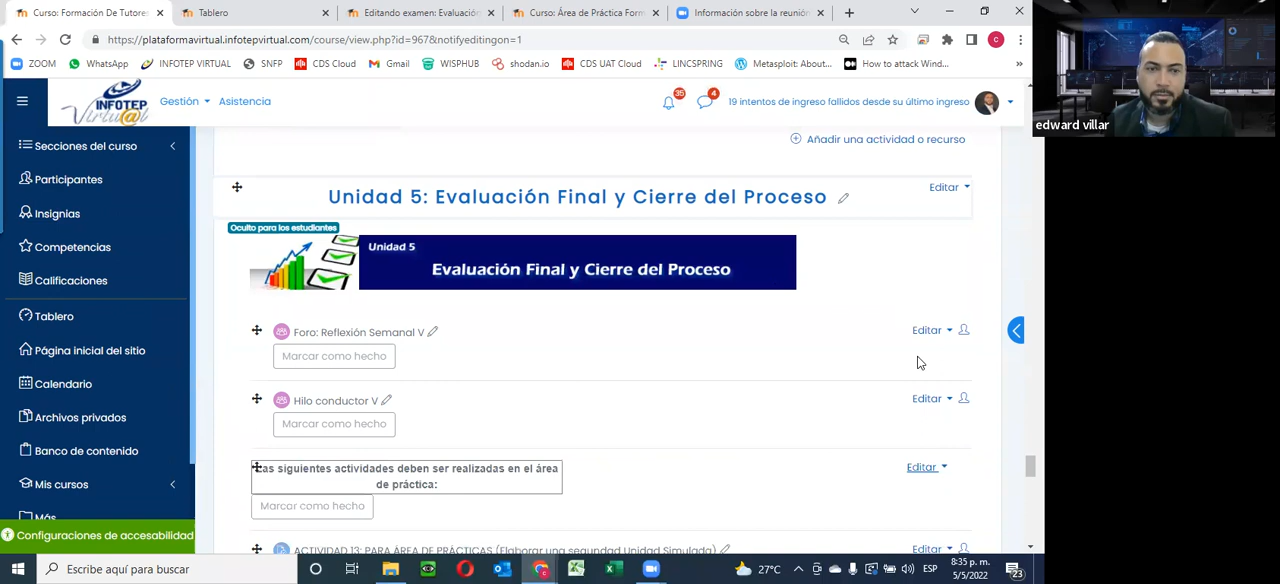 Curso: Formación De Tutores
Tablero
Editando examen: Evaluación
Curso: Área de Práctica Form
Información sobre la reunión
https://plataformavirtual.infotepvirtual.com/course/view.php?id=967&notifyeditingon=1
ZOOM
WhatsApp
INFOTEP VIRTUAL
SNFP
CDS Cloud
Gmail
WISPHUB
shodan.io
CDS UAT Cloud
LINCSPRING
Metasploit: About...
How to attack Wind...
»
edward villar
INFOTEP
Virtu@l
Gestión
Asistencia
35
4
19 intentos de ingreso fallidos desde su último ingreso
Secciones del curso
Participantes
Insignias
Competencias
Calificaciones
Tablero
Página inicial del sitio
Calendario
Archivos privados
Banco de contenido
Mis cursos
Más
Configuraciones de accesabilidad
Añadir una actividad o recurso
Unidad 5: Evaluación Final y Cierre del Proceso
Editar
Oculto para los estudiantes
Unidad 5
Evaluación Final y Cierre del Proceso
Foro: Reflexión Semanal V
Editar
Marcar como hecho
Hilo conductor V
Editar
Marcar como hecho
Las siguientes actividades deben ser realizadas en el área
de práctica:
Editar
Marcar como hecho
ACTIVIDAD 13: PARA ÁREA DE PRÁCTICAS (Elaborar una segunda Unidad Simulada)
Editar
Escribe aquí para buscar
27°C
ESP
8:35 p. m.
5/5/2022
23